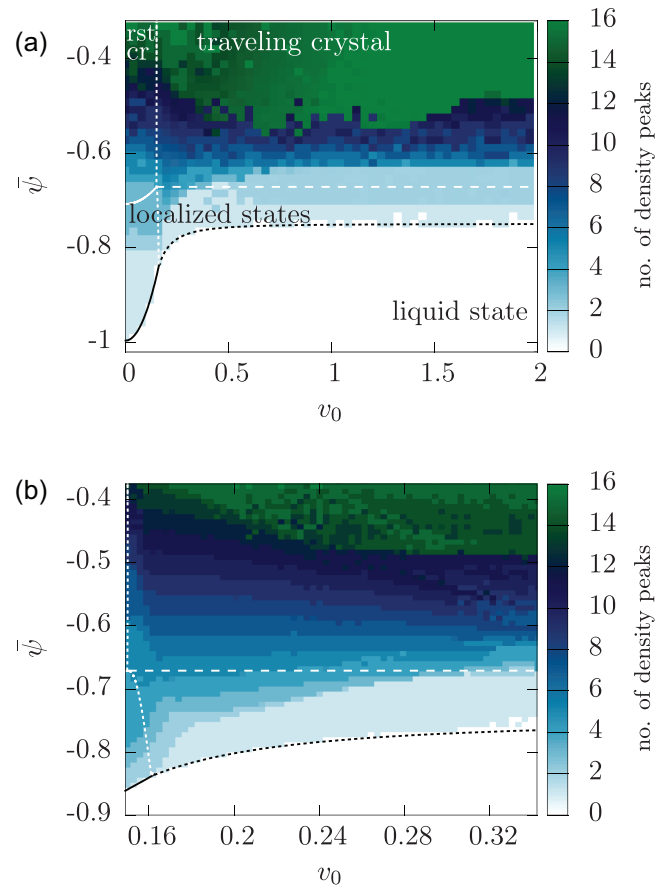 (a)
rst
cr
traveling crystal
localized states
liquid state
-0.4
-0.6
-0.8
-1
ψ̄
0
0.5
1
1.5
2
v₀
16
14
12
10
8
6
4
2
0
no. of density peaks
(b)
-0.4
-0.5
-0.6
-0.7
-0.8
-0.9
ψ̄
0.16
0.2
0.24
0.28
0.32
v₀
16
14
12
10
8
6
4
2
0
no. of density peaks